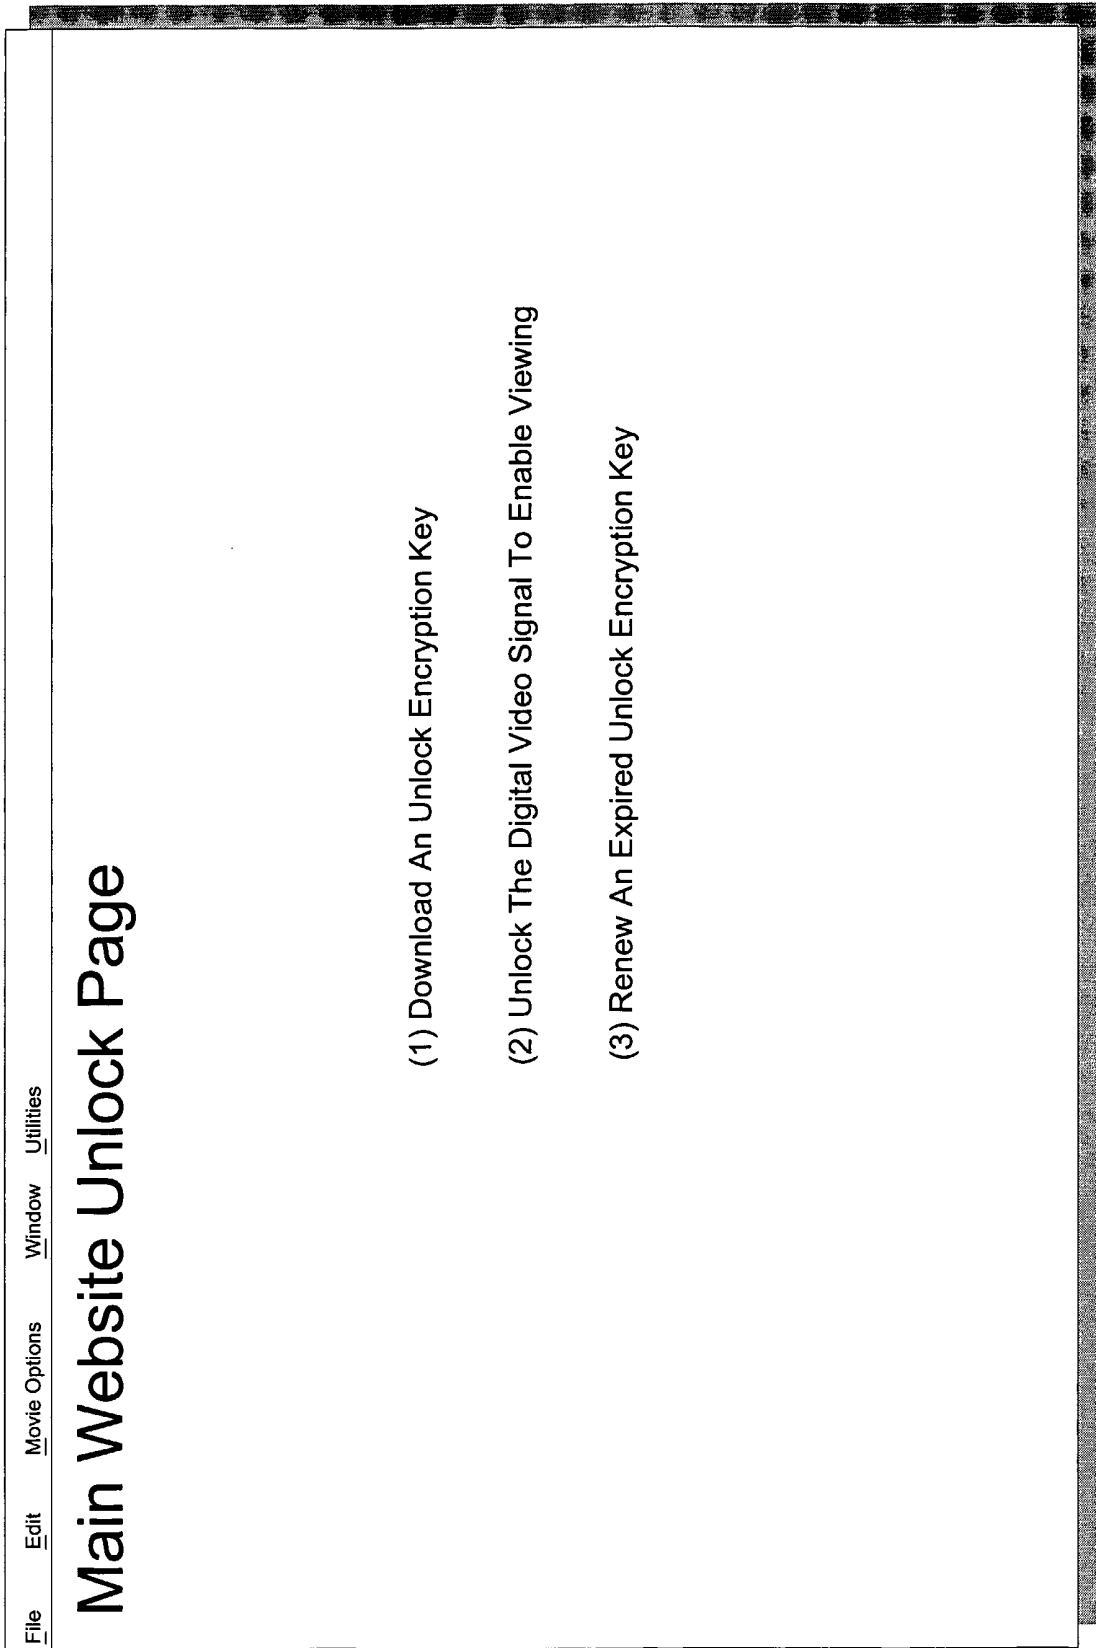 File Edit Movie Options Window Utilities
Main Website Unlock Page
(1) Download An Unlock Encryption Key
(2) Unlock The Digital Video Signal To Enable Viewing
(3) Renew An Expired Unlock Encryption Key